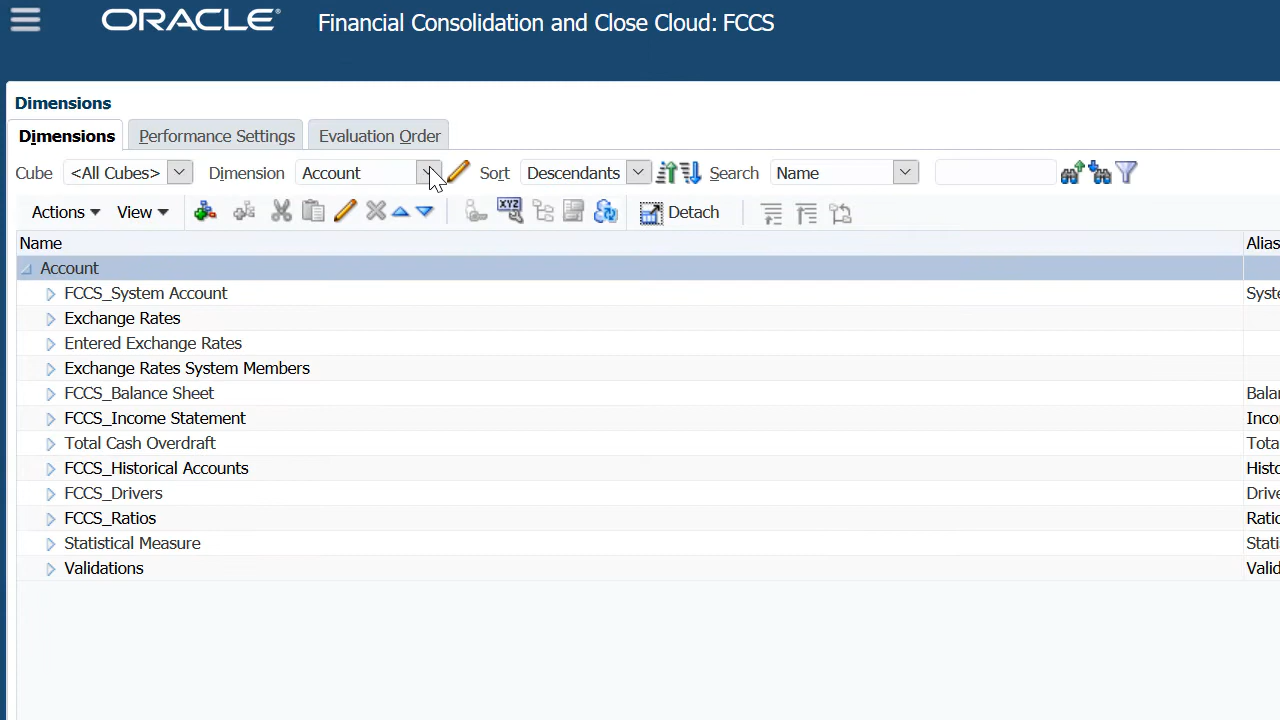 ORACLE® Financial Consolidation and Close Cloud: FCCS
Dimensions
Dimensions Performance Settings Evaluation Order
Cube <All Cubes> Dimension Account Sort Descendants Search Name
Actions View XYZ Detach
Name Alias
Account
FCCS_System Account Syste
Exchange Rates
Entered Exchange Rates
Exchange Rates System Members
FCCS_Balance Sheet Balan
FCCS_Income Statement Incom
Total Cash Overdraft Tota
FCCS_Historical Accounts Histo
FCCS_Drivers Drive
FCCS_Ratios Ratio
Statistical Measure Stati
Validations Valid